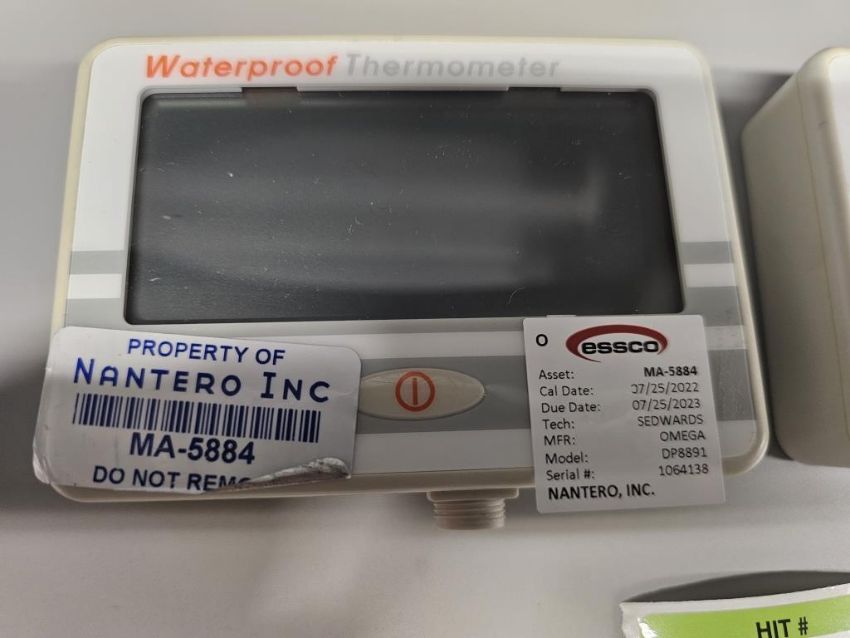 Waterproof Thermometer
PROPERTY OF
NANTERO INC
MA-5884
DO NOT REMO
O essco
Asset: MA-5884
Cal Date: 07/25/2022
Due Date: 07/25/2023
Tech: SEDWARDS
MFR: OMEGA
Model: DP8891
Serial #: 1064138
NANTERO, INC.
HIT #